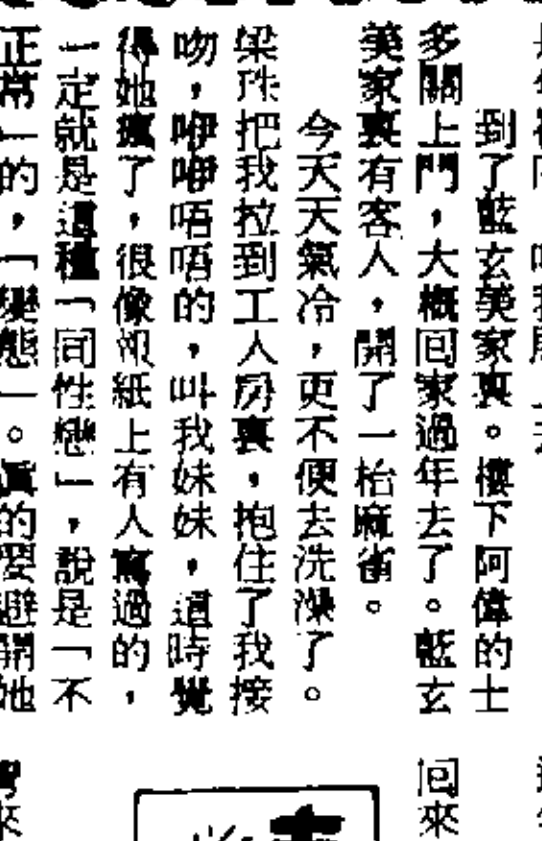 到了藍玄美家裏。樓下阿偉的士
多關上門，大概回家過年去了。藍玄
美家裏有客人，開了一枱麻雀。
今天天氣冷，更不便去洗澡了。
梁珠把我拉到工人房裏，抱住了我接
吻，咿咿唔唔的，叫我妹妹，這時覺
得她癲了，很像報紙上有人寫過的，
一定就是這種「同性戀」，說是「不
正常」的，「變態」。真的要避開她
回來
來